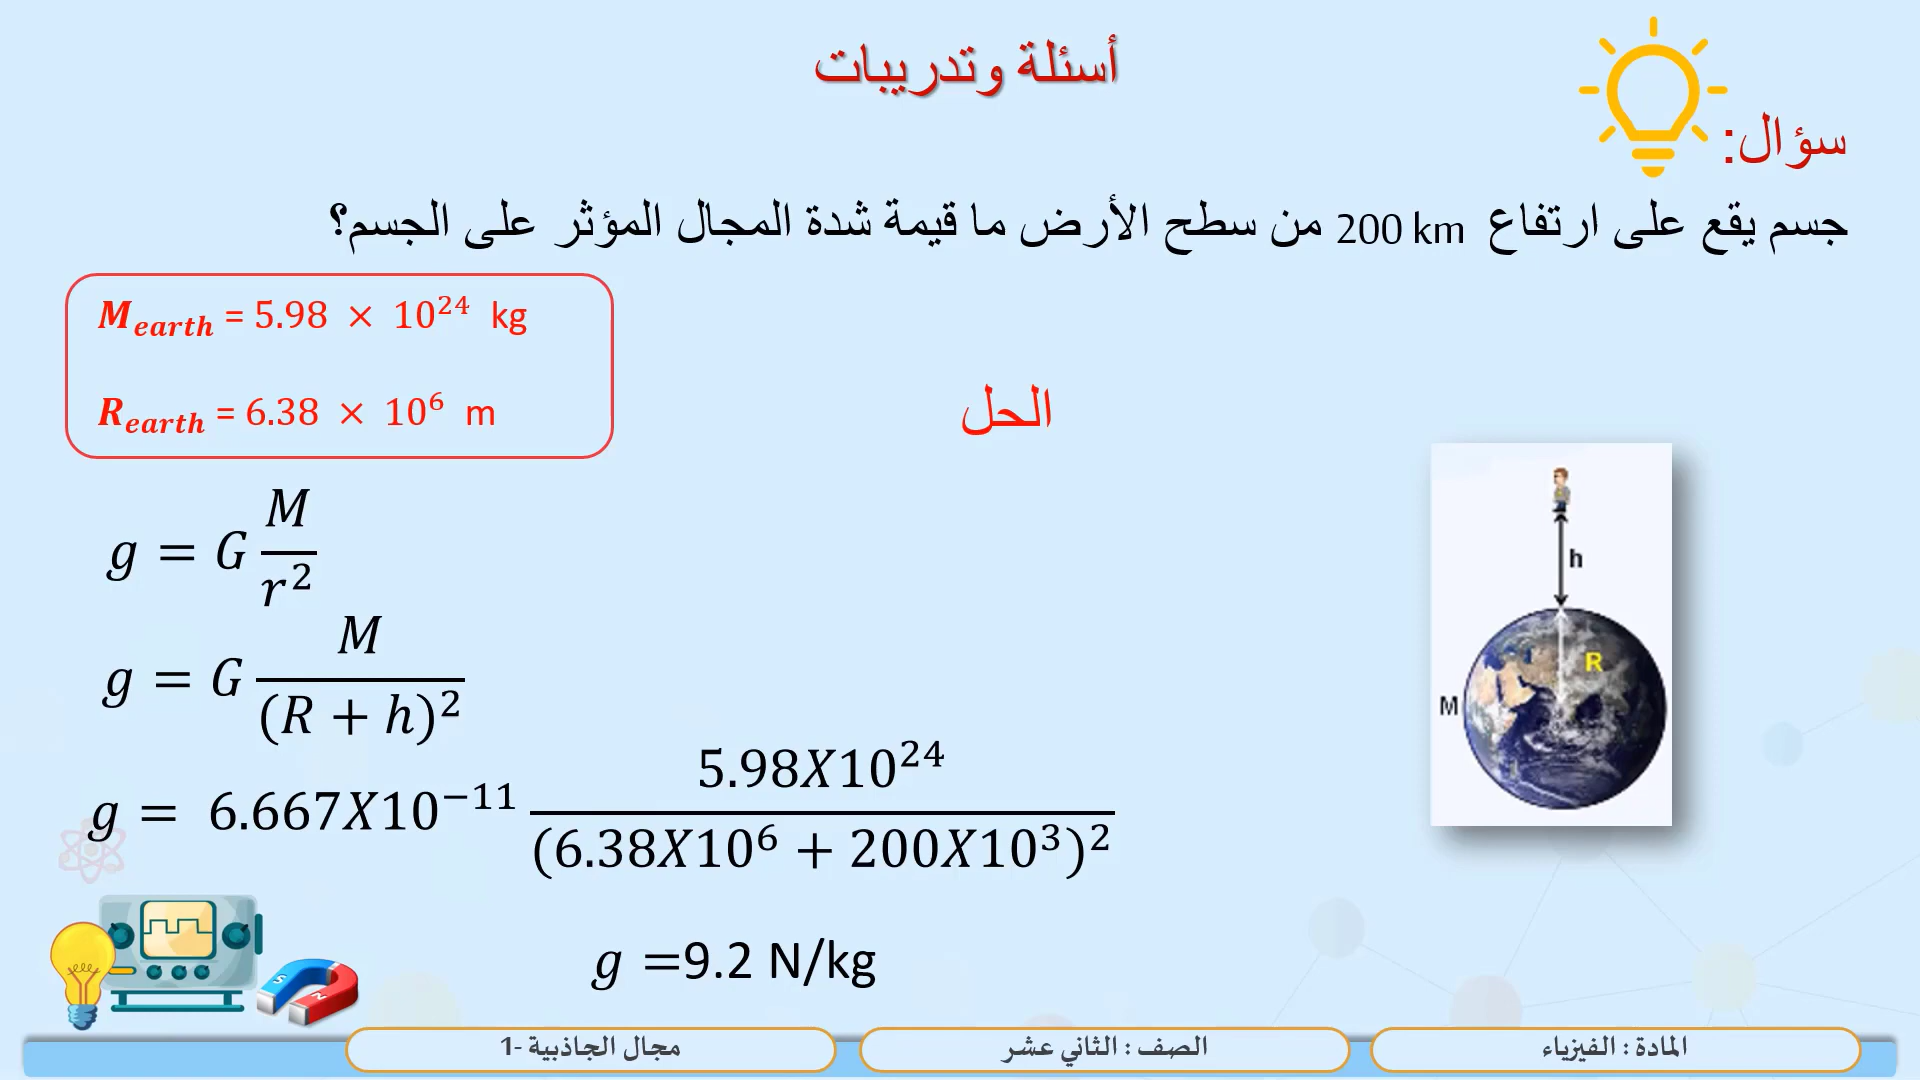 أسئلة وتدريبات
سؤال:
جسم يقع على ارتفاع 200 km من سطح الأرض ما قيمة شدة المجال المؤثر على الجسم؟
M_earth = 5.98 × 10^24 kg
R_earth = 6.38 × 10^6 m
الحل
g = G M/r^2
g = G M/(R + h)^2
g = 6.667X10^−11 5.98X10^24/(6.38X10^6 + 200X10^3)^2
g =9.2 N/kg
h
R
M
S
N
المادة : الفيزياء
الصف : الثاني عشر
مجال الجاذبية -1